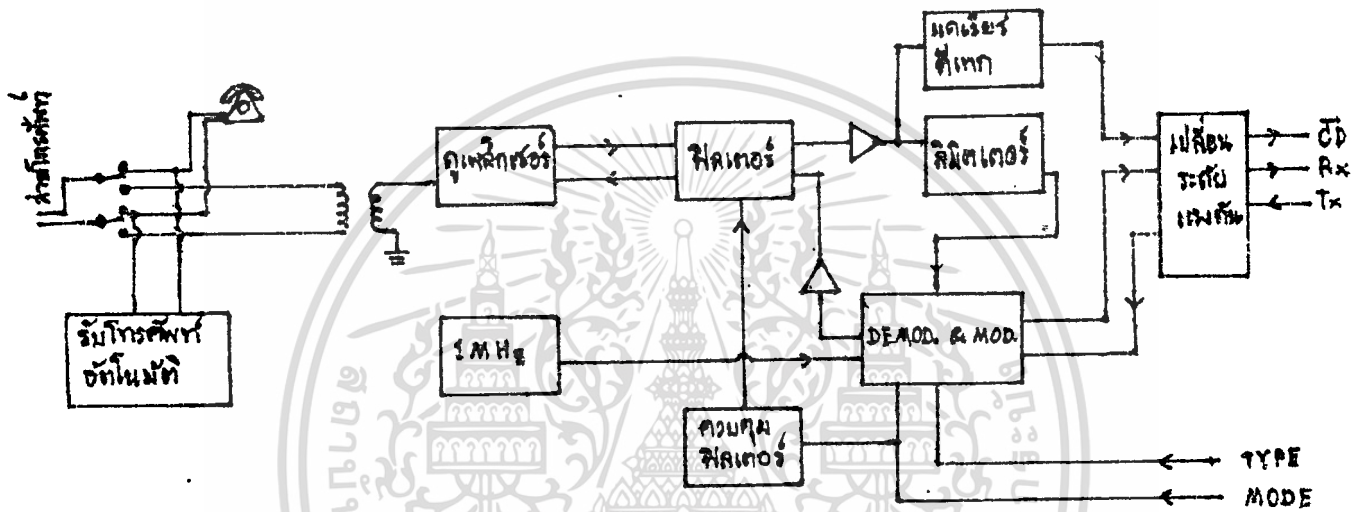 แคเรียร์
ดีเทก
สายโทรศัพท์
ดูเพล็กเซอร์
ฟิลเตอร์
ลิมิตเตอร์
เปลี่ยน
ระดับ
แรงดัน
CD
Rx
Tx
รับโทรศัพท์
อัตโนมัติ
1MHz
DEMOD. & MOD.
ควบคุม
ฟิลเตอร์
TYPE
MODE